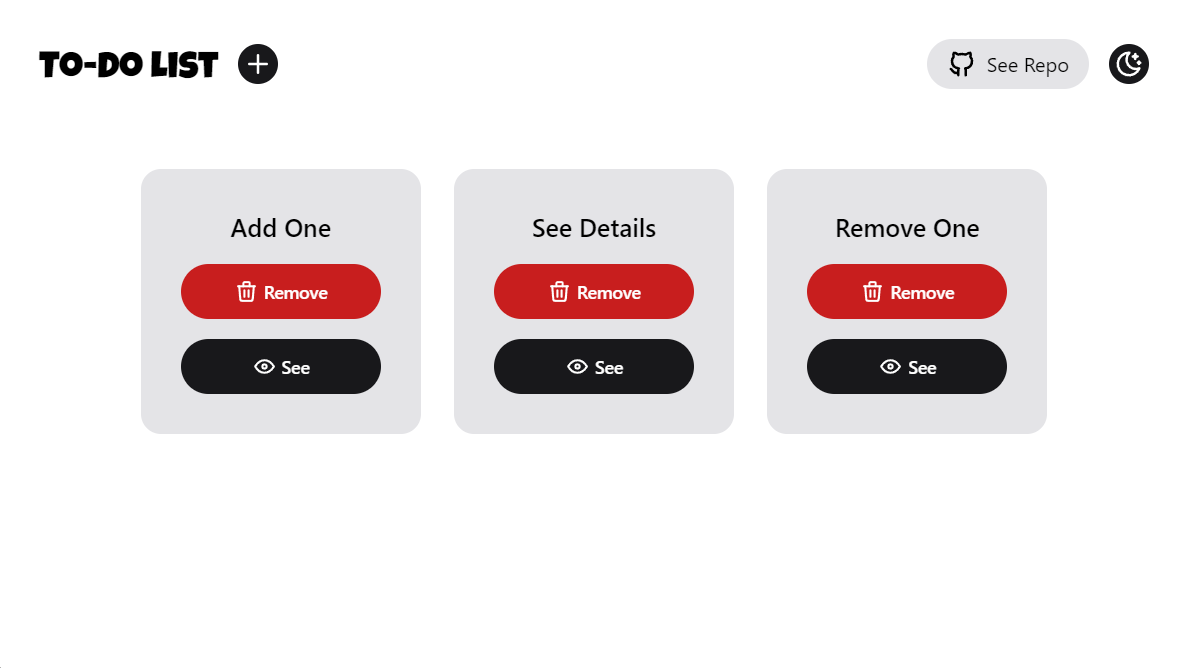 TO-DO LIST
See Repo
Add One
See Details
Remove One
Remove
Remove
Remove
See
See
See